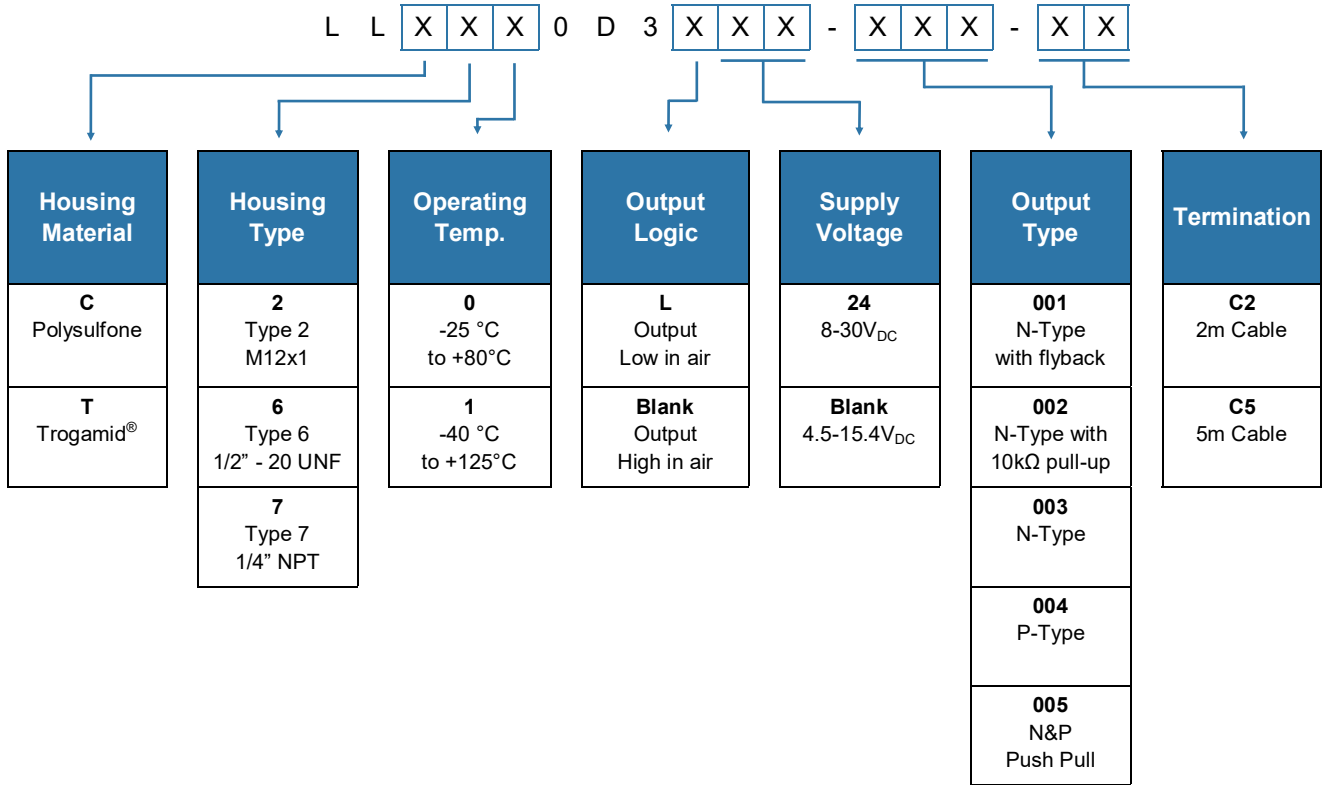 L L X X X 0 D 3 X X X - X X X - X X
Housing
Material
C
Polysulfone
T
Trogamid®
Housing
Type
2
Type 2
M12x1
6
Type 6
1/2” - 20 UNF
7
Type 7
1/4” NPT
Operating
Temp.
0
-25 °C
to +80°C
1
-40 °C
to +125°C
Output
Logic
L
Output
Low in air
Blank
Output
High in air
Supply
Voltage
24
8-30VDC
Blank
4.5-15.4VDC
Output
Type
001
N-Type
with flyback
002
N-Type with
10kΩ pull-up
003
N-Type
004
P-Type
005
N&P
Push Pull
Termination
C2
2m Cable
C5
5m Cable